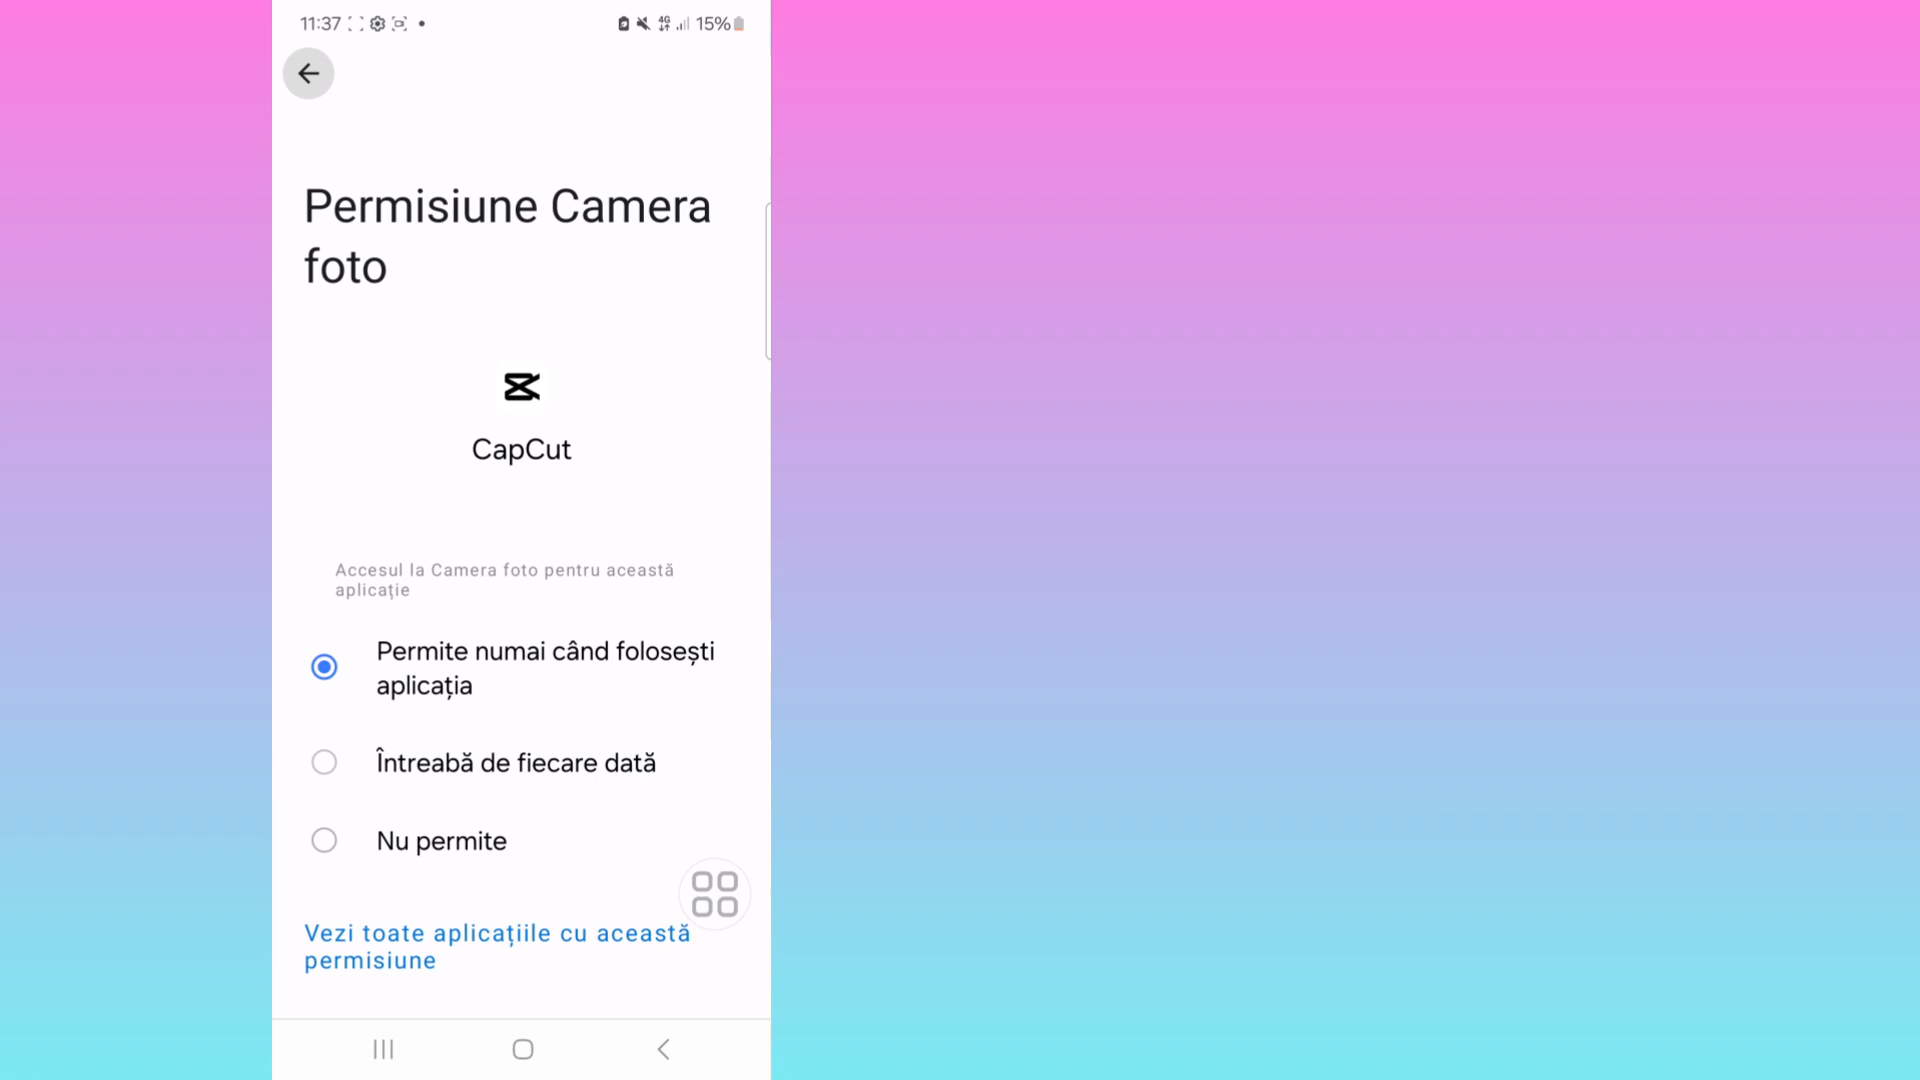 11:37
4G
15%
Permisiune Camera
foto
CapCut
Accesul la Camera foto pentru această
aplicație
Permite numai când folosești
aplicația
Întreabă de fiecare dată
Nu permite
Vezi toate aplicațiile cu această
permisiune